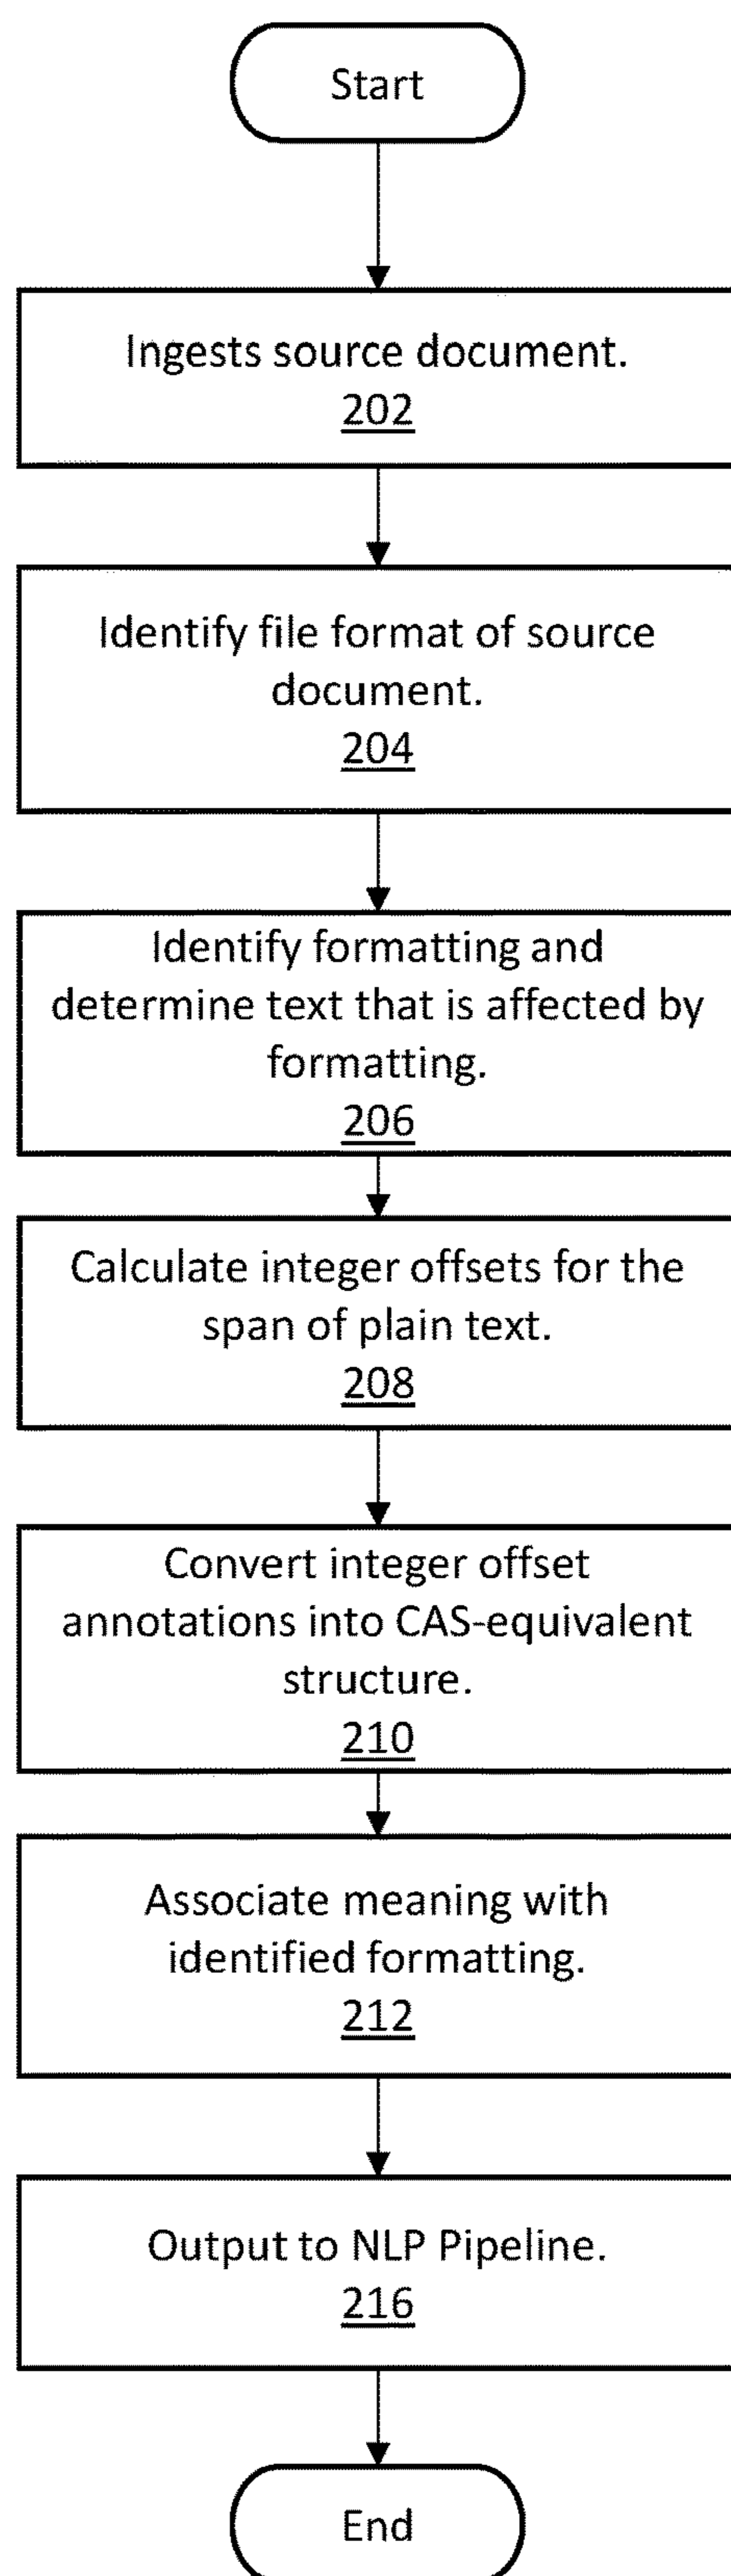 Start
Ingests source document.
202
Identify file format of source
document.
204
Identify formatting and
determine text that is affected by
formatting.
206
Calculate integer offsets for the
span of plain text.
208
Convert integer offset
annotations into CAS-equivalent
structure.
210
Associate meaning with
identified formatting.
212
Output to NLP Pipeline.
216
End